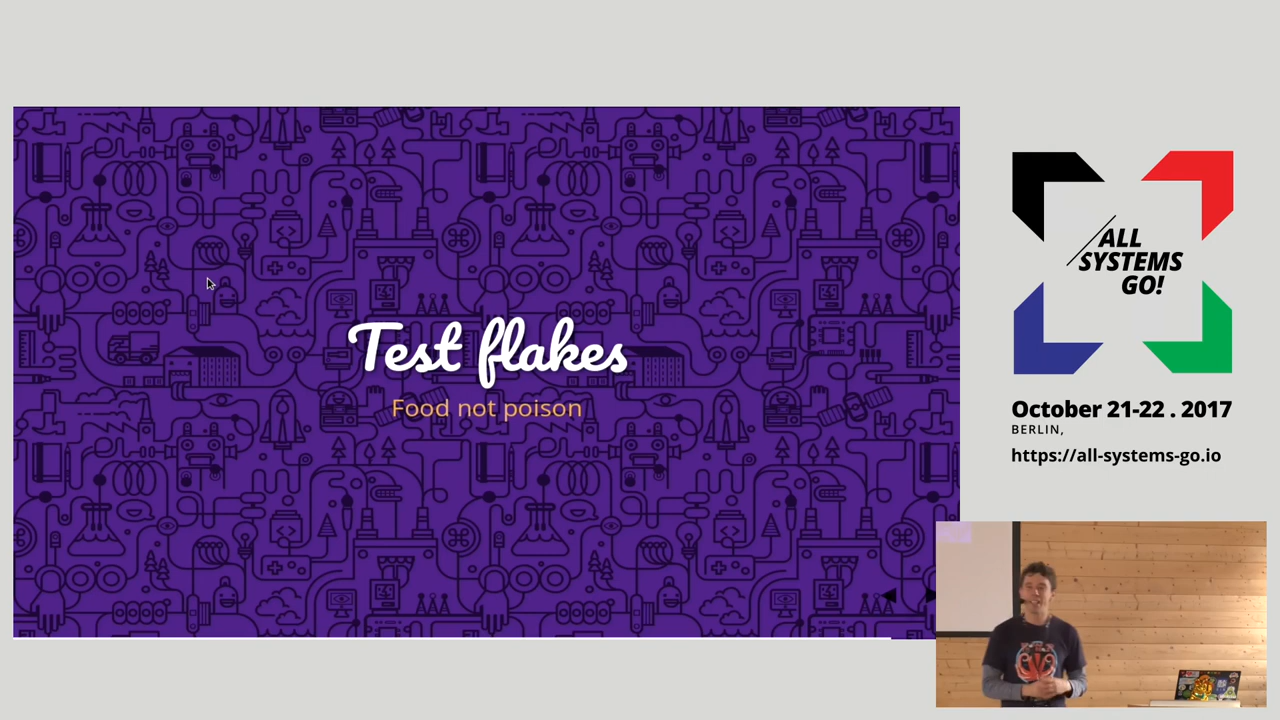 Test flakes
Food not poison
ALL
SYSTEMS
GO!
October 21-22 . 2017
BERLIN,
https://all-systems-go.io